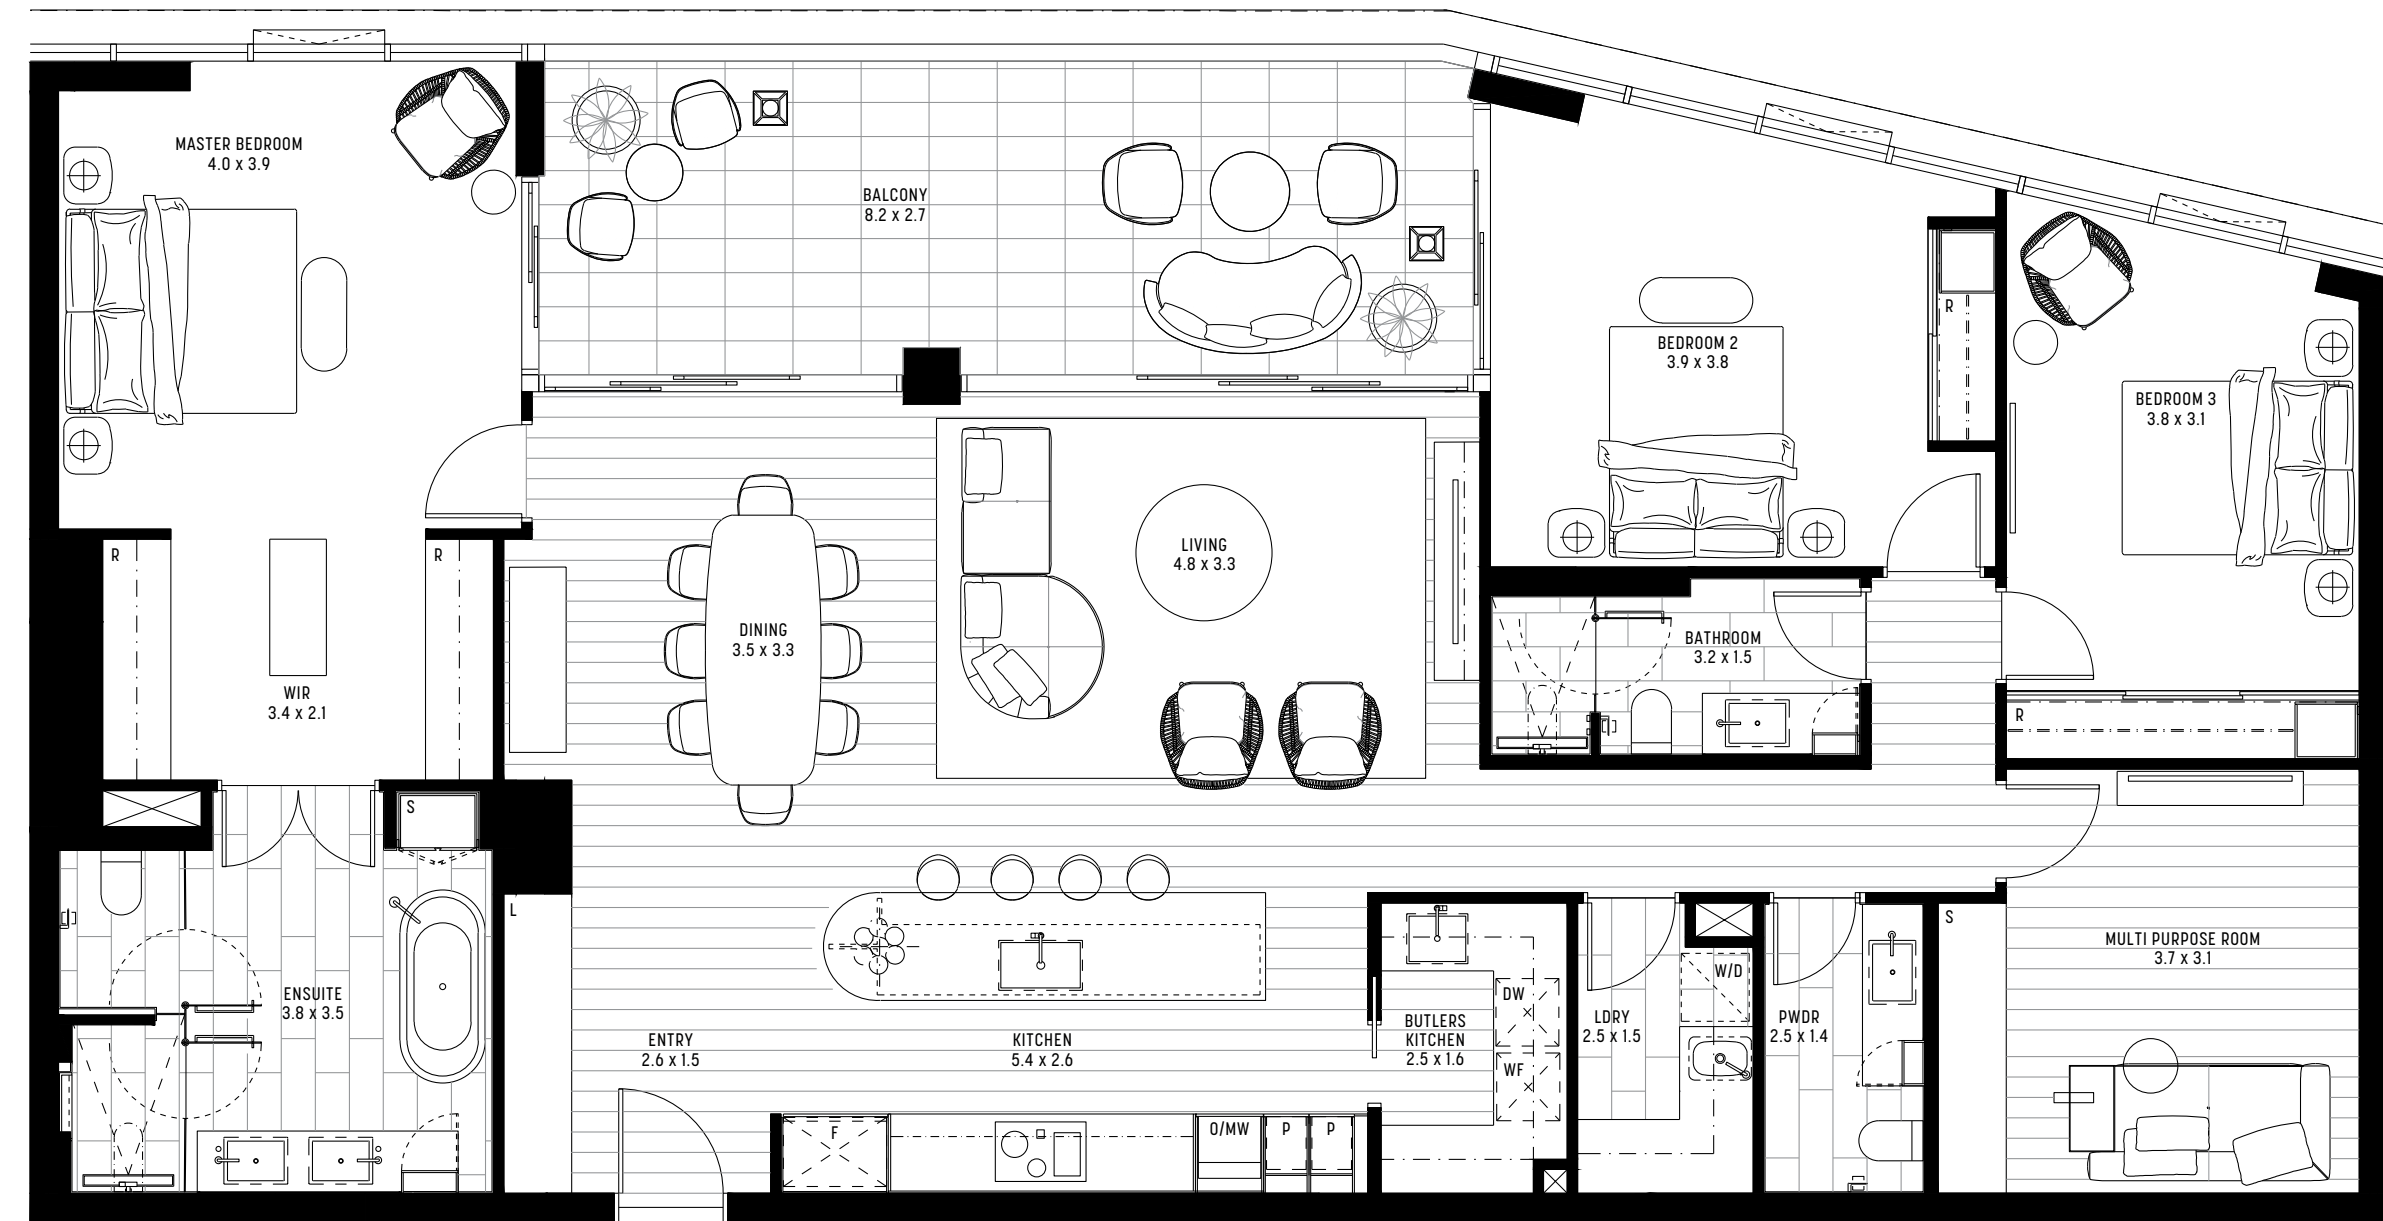 MASTER BEDROOM
4.0 x 3.9
BALCONY
8.2 x 2.7
BEDROOM 2
3.9 x 3.8
R
BEDROOM 3
3.8 x 3.1
R
R
WIR
3.4 x 2.1
DINING
3.5 x 3.3
LIVING
4.8 x 3.3
BATHROOM
3.2 x 1.5
R
S
L
ENSUITE
3.8 x 3.5
ENTRY
2.6 x 1.5
KITCHEN
5.4 x 2.6
F
O/MW
P
P
BUTLERS
KITCHEN
2.5 x 1.6
DW
WF
LDRY
2.5 x 1.5
W/D
PWDR
2.5 x 1.4
S
MULTI PURPOSE ROOM
3.7 x 3.1